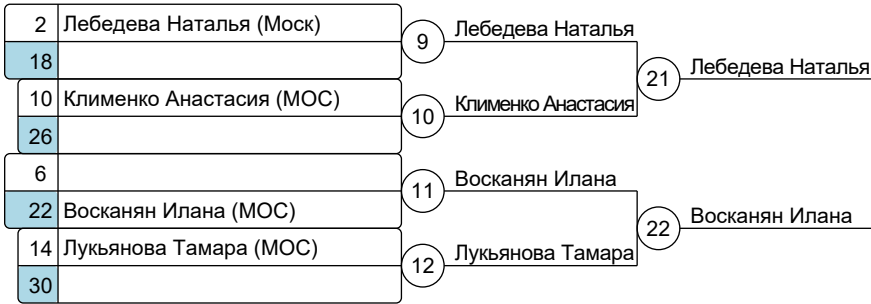 2 Лебедева Наталья (Моск)
18
9 Лебедева Наталья
10 Клименко Анастасия (МОС)
26
10 Клименко Анастасия
21 Лебедева Наталья
6
22 Восканян Илана (МОС)
11 Восканян Илана
14 Лукьянова Тамара (МОС)
30
12 Лукьянова Тамара
22 Восканян Илана